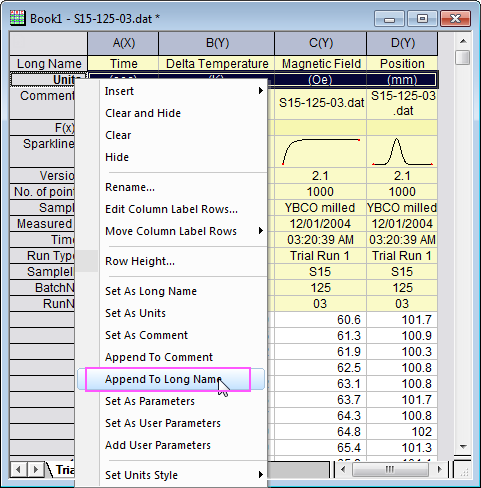 Book1 - S15-125-03.dat *
A(X) B(Y) C(Y) D(Y)
Long Name Time Delta Temperature Magnetic Field Position
Units (sec) (K) (Oe) (mm)
Comment S15-125-03.dat S15-125-03
.dat
F(x)
Sparkline
Versio 2.1 2.1
No. of point 1000 1000
Sampl YBCO milled YBCO milled
Measured 12/01/2004 12/01/2004
Time 03:20:39 AM 03:20:39 AM
Run Type Trial Run 1 Trial Run 1
SampleI S15 S15
BatchN 125 125
RunN 03 03
60.6 101.7
61.3 100.9
61.9 100.3
62.5 100.8
63.1 100.8
63.7 101.7
64.3 100.8
64.8 102
65.4 101.3
Insert
Clear and Hide
Clear
Hide
Rename...
Edit Column Label Rows...
Move Column Label Rows
Row Height...
Set As Long Name
Set As Units
Set As Comment
Append To Comment
Append To Long Name
Set As Parameters
Set As User Parameters
Add User Parameters
Set Units Style
Tria